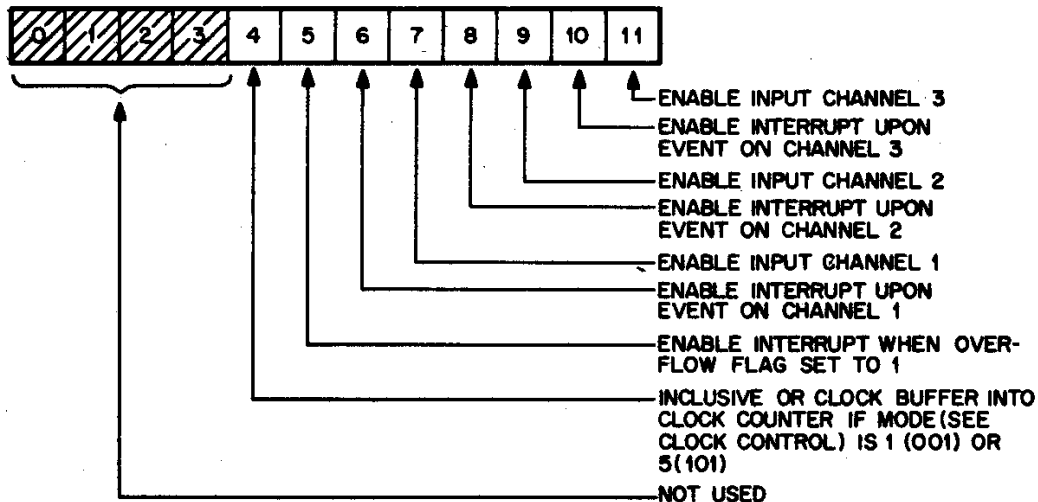 0 1 2 3 4 5 6 7 8 9 10 11
ENABLE INPUT CHANNEL 3
ENABLE INTERRUPT UPON
EVENT ON CHANNEL 3
ENABLE INPUT CHANNEL 2
ENABLE INTERRUPT UPON
EVENT ON CHANNEL 2
ENABLE INPUT CHANNEL 1
ENABLE INTERRUPT UPON
EVENT ON CHANNEL 1
ENABLE INTERRUPT WHEN OVER-
FLOW FLAG SET TO 1
INCLUSIVE OR CLOCK BUFFER INTO
CLOCK COUNTER IF MODE (SEE
CLOCK CONTROL) IS 1 (001) OR
5(101)
NOT USED